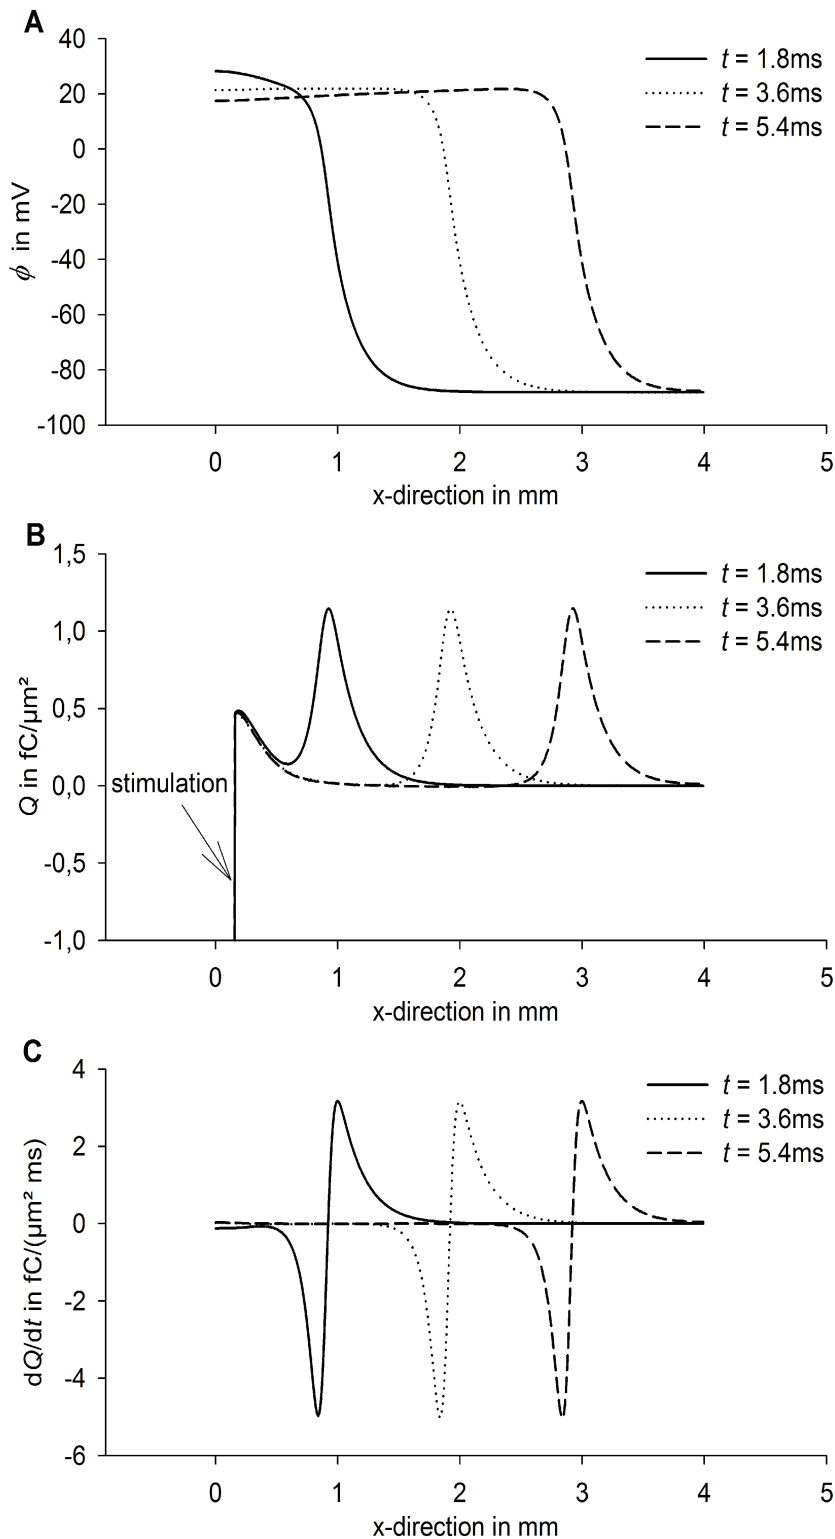 A
40
20
0
-20
-40
-60
-80
-100
ϕ in mV
t = 1.8ms
t = 3.6ms
t = 5.4ms
0 1 2 3 4 5
x-direction in mm
B
1,5
1,0
0,5
0,0
-0,5
-1,0
Q in fC/µm²
t = 1.8ms
t = 3.6ms
t = 5.4ms
stimulation
0 1 2 3 4 5
x-direction in mm
C
4
2
0
-2
-4
-6
dQ/dt in fC/(µm² ms)
t = 1.8ms
t = 3.6ms
t = 5.4ms
0 1 2 3 4 5
x-direction in mm